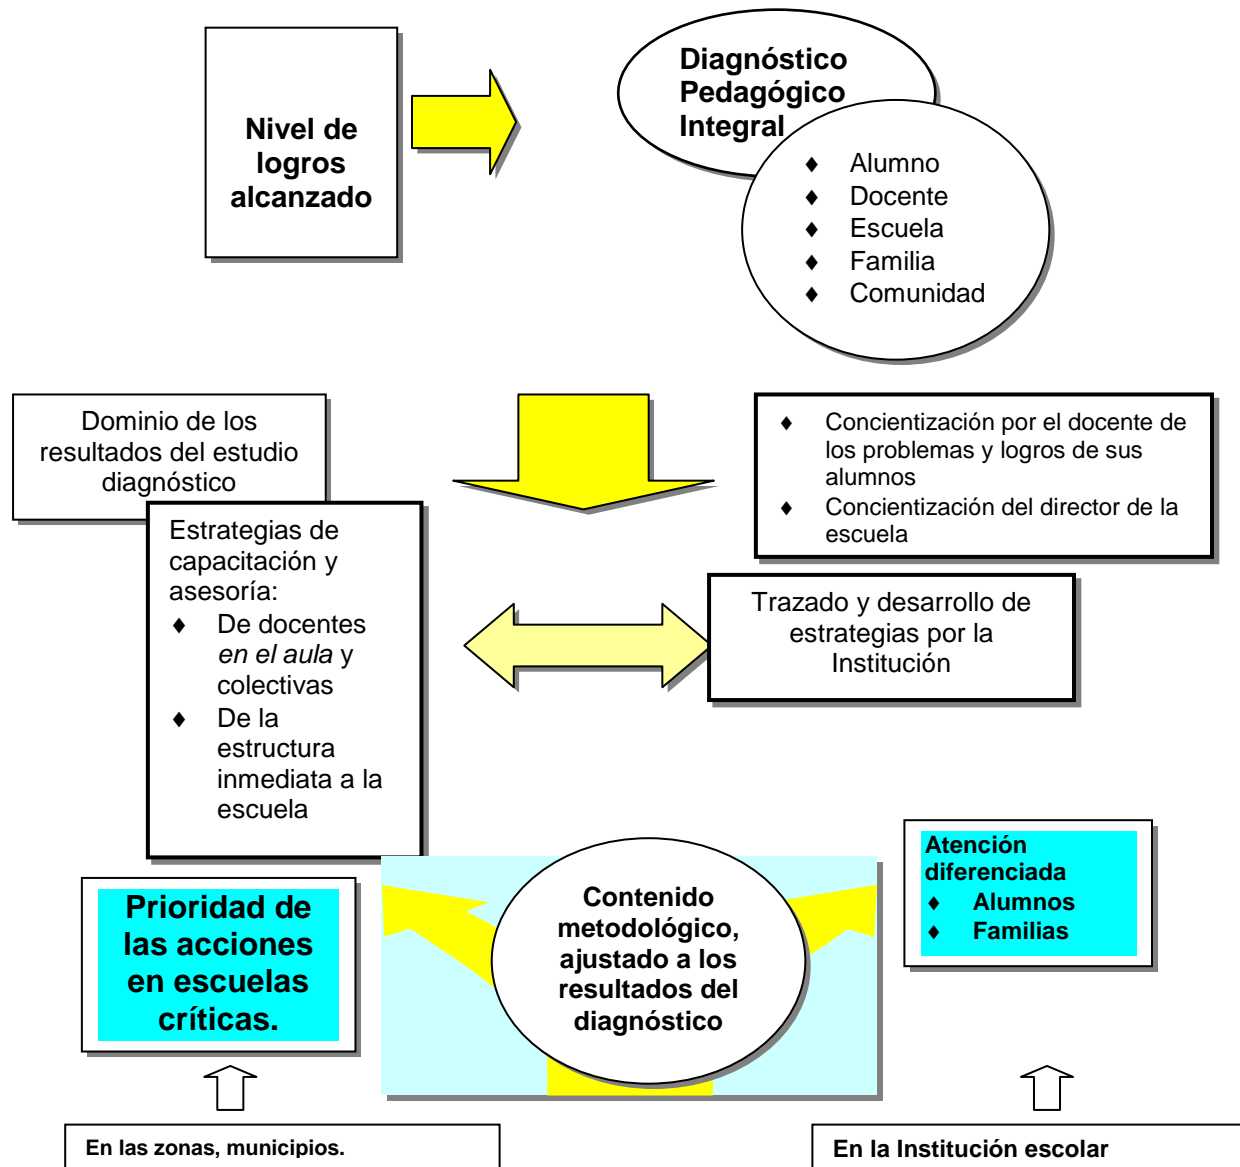 Nivel de
logros
alcanzado
Diagnóstico
Pedagógico
Integral
♦ Alumno
♦ Docente
♦ Escuela
♦ Familia
♦ Comunidad
Dominio de los
resultados del estudio
diagnóstico
♦ Concientización por el docente de
los problemas y logros de sus
alumnos
♦ Concientización del director de la
escuela
Estrategias de
capacitación y
asesoría:
♦ De docentes
en el aula y
colectivas
♦ De la
estructura
inmediata a la
escuela
Trazado y desarrollo de
estrategias por la
Institución
Prioridad de
las acciones
en escuelas
críticas.
Contenido
metodológico,
ajustado a los
resultados del
diagnóstico
Atención
diferenciada
♦ Alumnos
♦ Familias
En las zonas, municipios.
En la Institución escolar